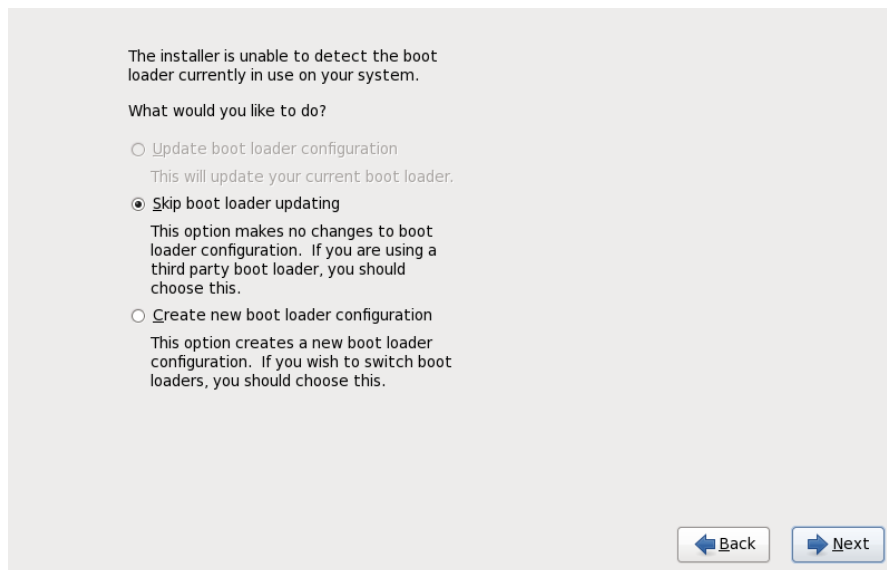 The installer is unable to detect the boot
loader currently in use on your system.
What would you like to do?
Update boot loader configuration
This will update your current boot loader.
Skip boot loader updating
This option makes no changes to boot
loader configuration.  If you are using a
third party boot loader, you should
choose this.
Create new boot loader configuration
This option creates a new boot loader
configuration.  If you wish to switch boot
loaders, you should choose this.
Back
Next